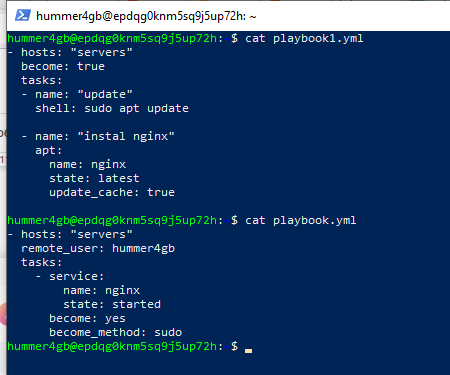 hummer4gb@epdqg0knm5sq9j5up72h: ~
hummer4gb@epdqg0knm5sq9j5up72h: $ cat playbook1.yml
- hosts: "servers"
  become: true
  tasks:
  - name: "update"
    shell: sudo apt update

  - name: "instal nginx"
    apt:
      name: nginx
      state: latest
      update_cache: true

hummer4gb@epdqg0knm5sq9j5up72h: $ cat playbook.yml
- hosts: "servers"
  remote_user: hummer4gb
  tasks:
    - service:
        name: nginx
        state: started
      become: yes
      become_method: sudo
hummer4gb@epdqg0knm5sq9j5up72h: $